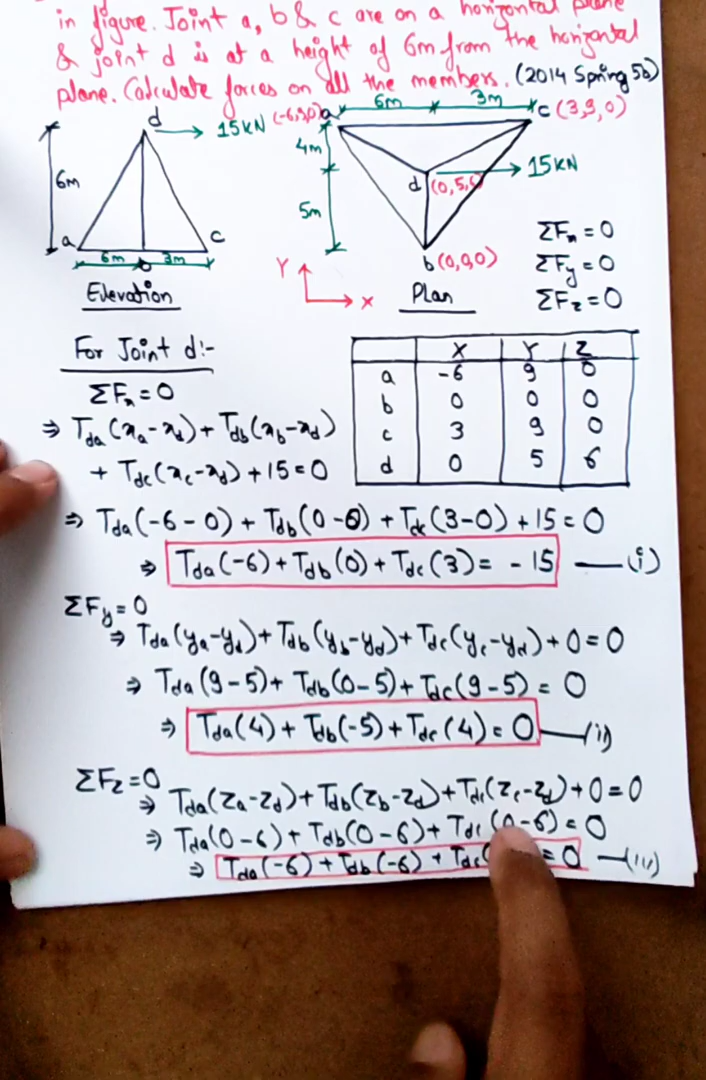 in figure. Joint a, b & c are on a horizontal plane
& joint d is at a height of 6m from the horizontal
plane. Calculate forces on all the members. (2014 Spring 5b)
d
15KN
6m
a
c
6m
b
3m
Elevation
(-6,9,0) a
6m
3m
c (3,9,0)
4m
d
(0,5,6)
15KN
5m
b (0,0,0)
Y
X
Plan
ΣFx = 0
ΣFy = 0
ΣFz = 0
For Joint d:-
ΣFx = 0
⇒ Tda (xa-xd) + Tdb (xb-xd)
+ Tdc (xc-xd) + 15 = 0
X Y Z
a -6 9 0
b 0 0 0
c 3 9 0
d 0 5 6
⇒ Tda (-6-0) + Tdb (0-0) + Tdc (3-0) + 15 = 0
⇒ Tda (-6) + Tdb (0) + Tdc (3) = - 15 — (i)
ΣFy = 0
⇒ Tda (ya-yd) + Tdb (yb-yd) + Tdc (yc-yd) + 0 = 0
⇒ Tda (9-5) + Tdb (0-5) + Tdc (9-5) = 0
⇒ Tda (4) + Tdb (-5) + Tdc (4) = 0 — (ii)
ΣFz = 0
⇒ Tda (za-zd) + Tdb (zb-zd) + Tdc (zc-zd) + 0 = 0
⇒ Tda (0-6) + Tdb (0-6) + Tdc (0-6) = 0
⇒ Tda (-6) + Tdb (-6) + Tdc ( = 0 — (iii)